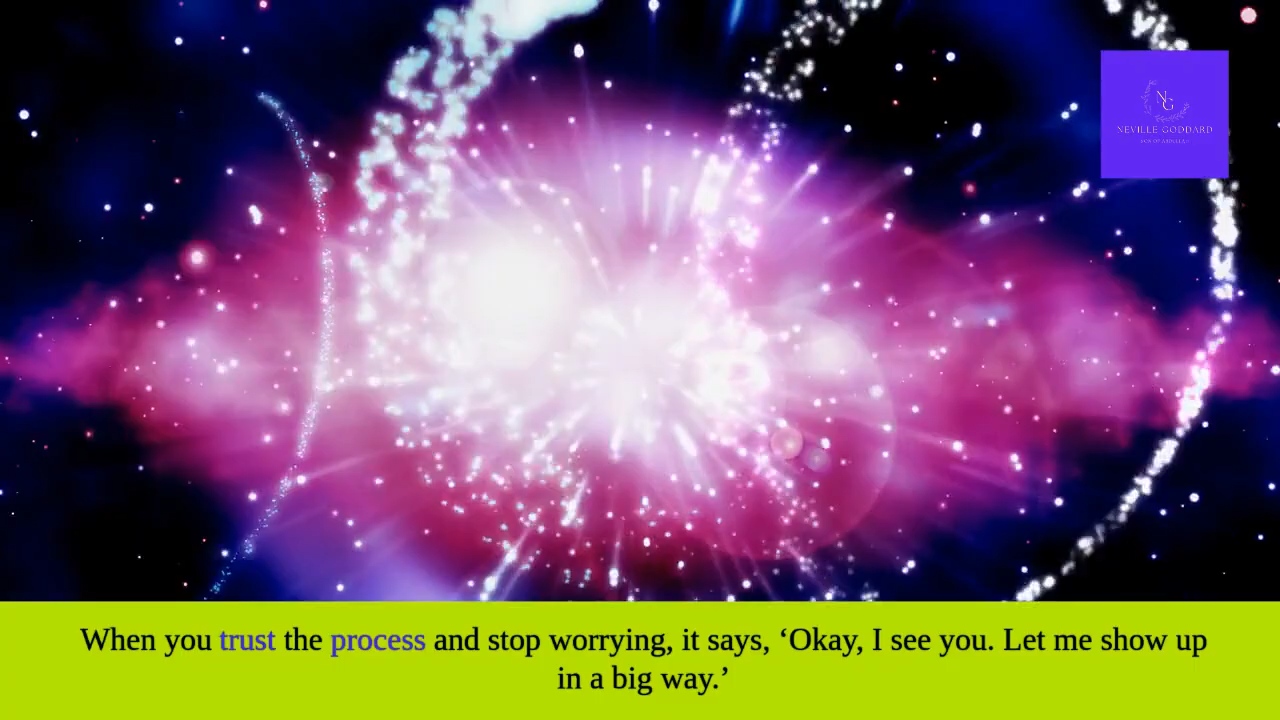 NG
NEVILLE GODDARD
When you trust the process and stop worrying, it says, ‘Okay, I see you. Let me show up
in a big way.’